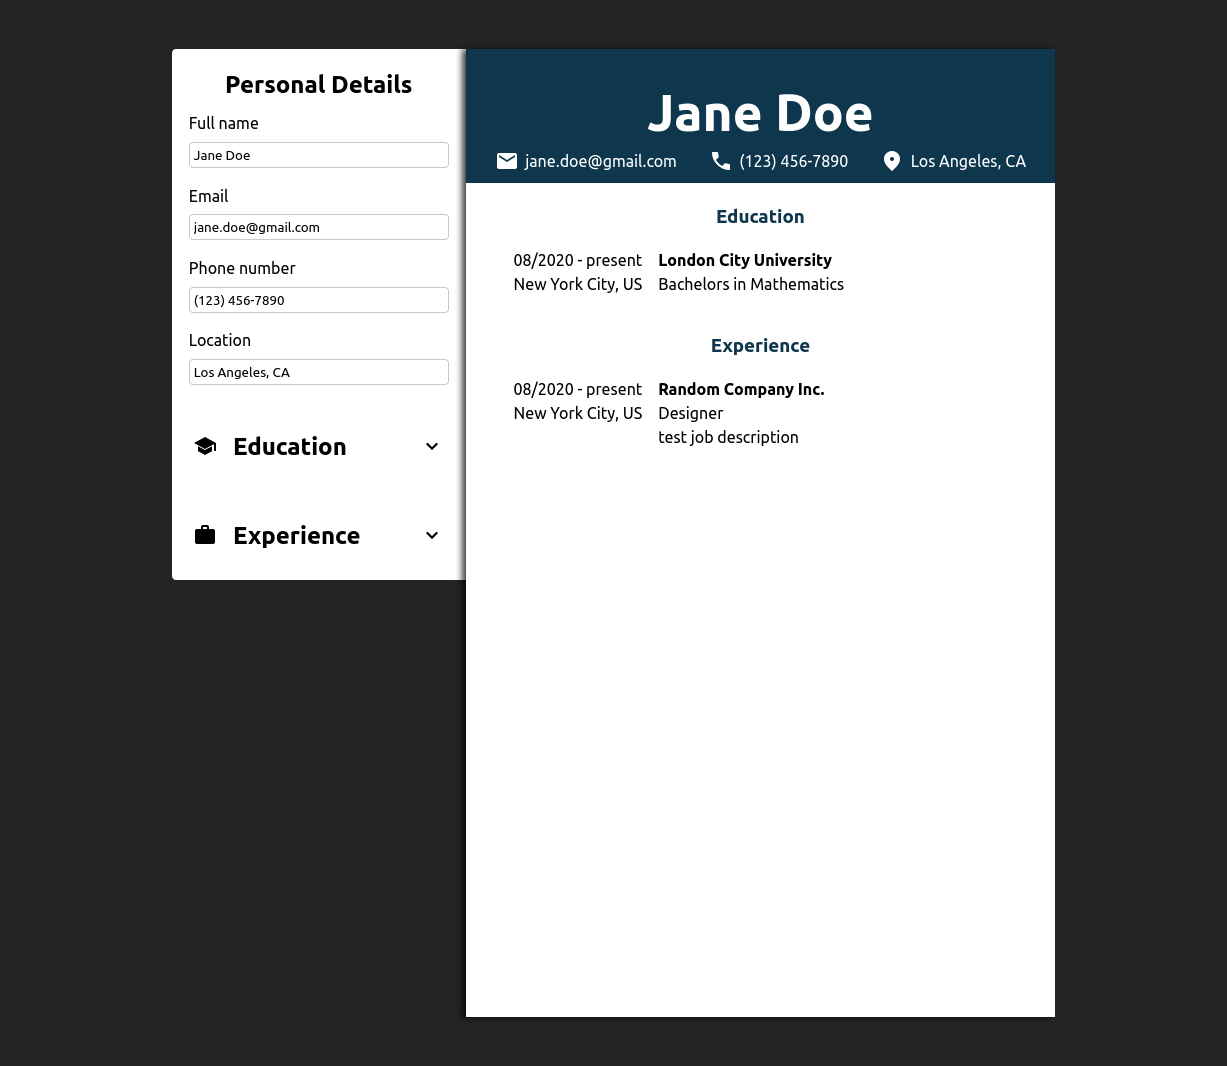 Personal Details
Full name
Jane Doe
Email
jane.doe@gmail.com
Phone number
(123) 456-7890
Location
Los Angeles, CA
Education
Experience
Jane Doe
jane.doe@gmail.com (123) 456-7890 Los Angeles, CA
Education
08/2020 - present London City University
New York City, US Bachelors in Mathematics
Experience
08/2020 - present Random Company Inc.
New York City, US Designer
test job description